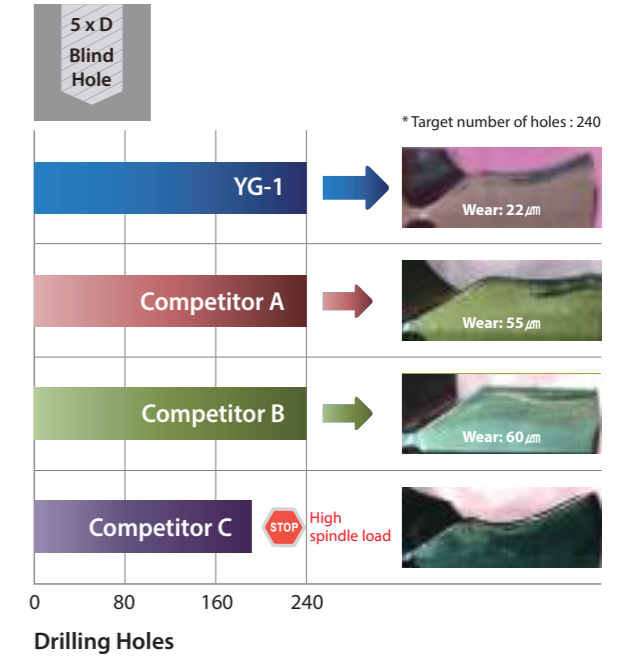 5 x D
Blind
Hole
* Target number of holes : 240
YG-1
Wear: 22㎛
Competitor A
Wear: 55㎛
Competitor B
Wear: 60㎛
Competitor C
STOP
High
spindle load
0 80 160 240
Drilling Holes